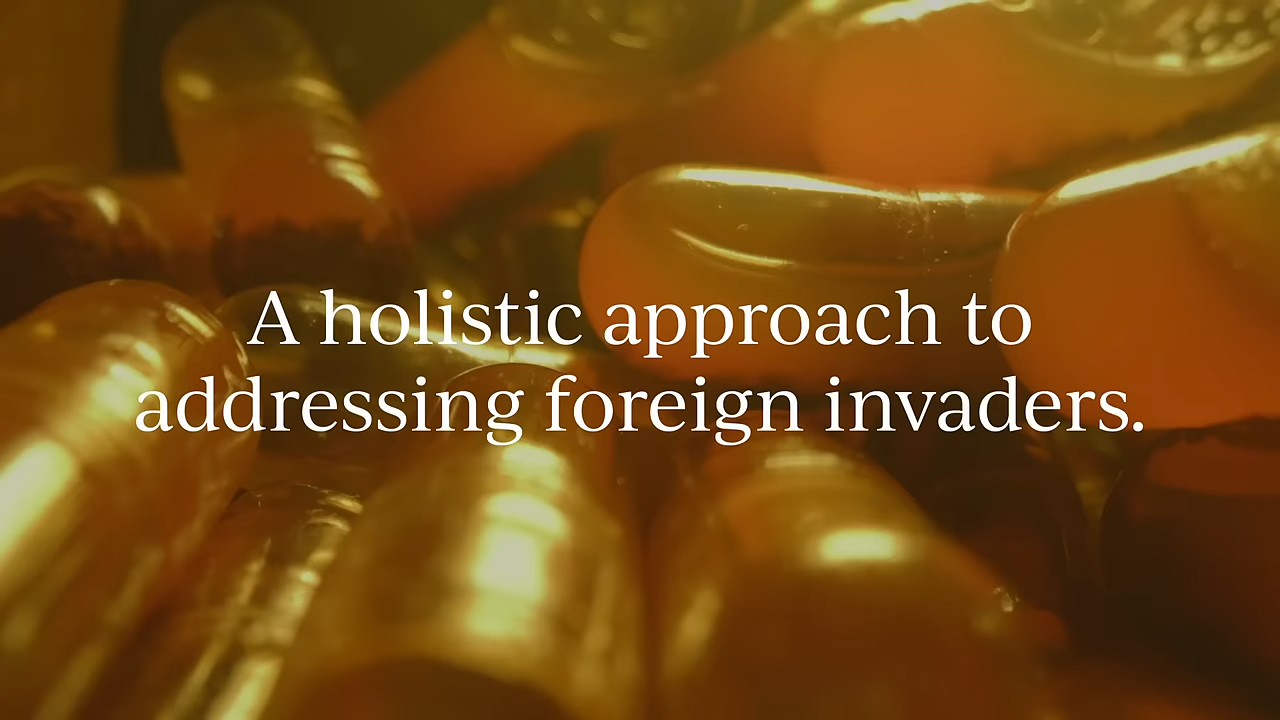 A holistic approach to
addressing foreign invaders.